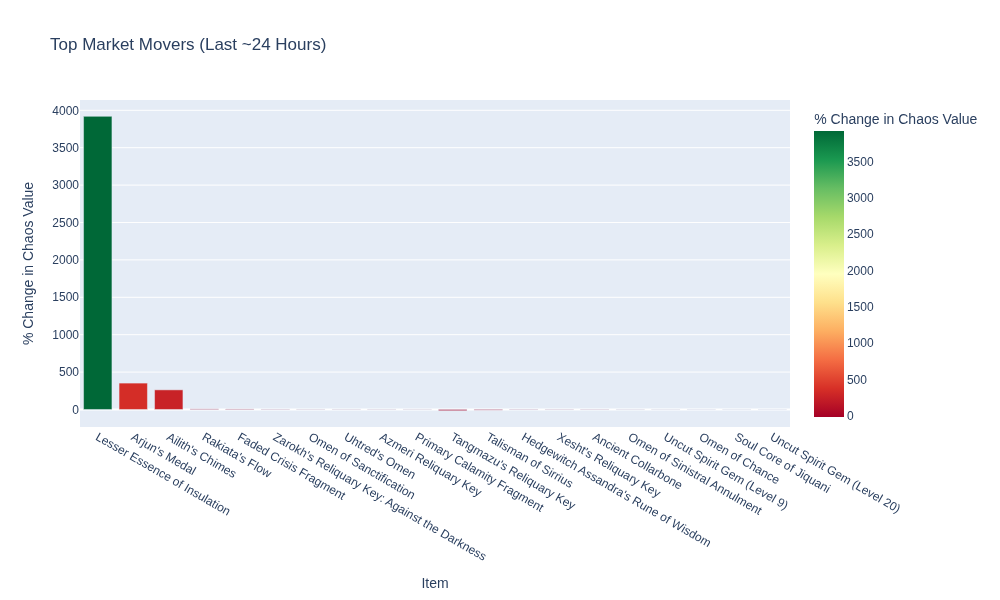 Top Market Movers (Last ~24 Hours)
% Change in Chaos Value
4000
3500
3000
2500
2000
1500
1000
500
0
% Change in Chaos Value
3500
3000
2500
2000
1500
1000
500
0
Lesser Essence of Insulation
Arjun's Medal
Ailith's Chimes
Rakiata's Flow
Faded Crisis Fragment
Zarokh's Reliquary Key: Against the Darkness
Omen of Sanctification
Uhtred's Omen
Azmeri Reliquary Key
Primary Calamity Fragment
Tangmazu's Reliquary Key
Talisman of Sirrius
Hedgewitch Assandra's Rune of Wisdom
Xesht's Reliquary Key
Ancient Collarbone
Omen of Sinistral Annulment
Uncut Spirit Gem (Level 9)
Omen of Chance
Soul Core of Jiquani
Uncut Spirit Gem (Level 20)
Item